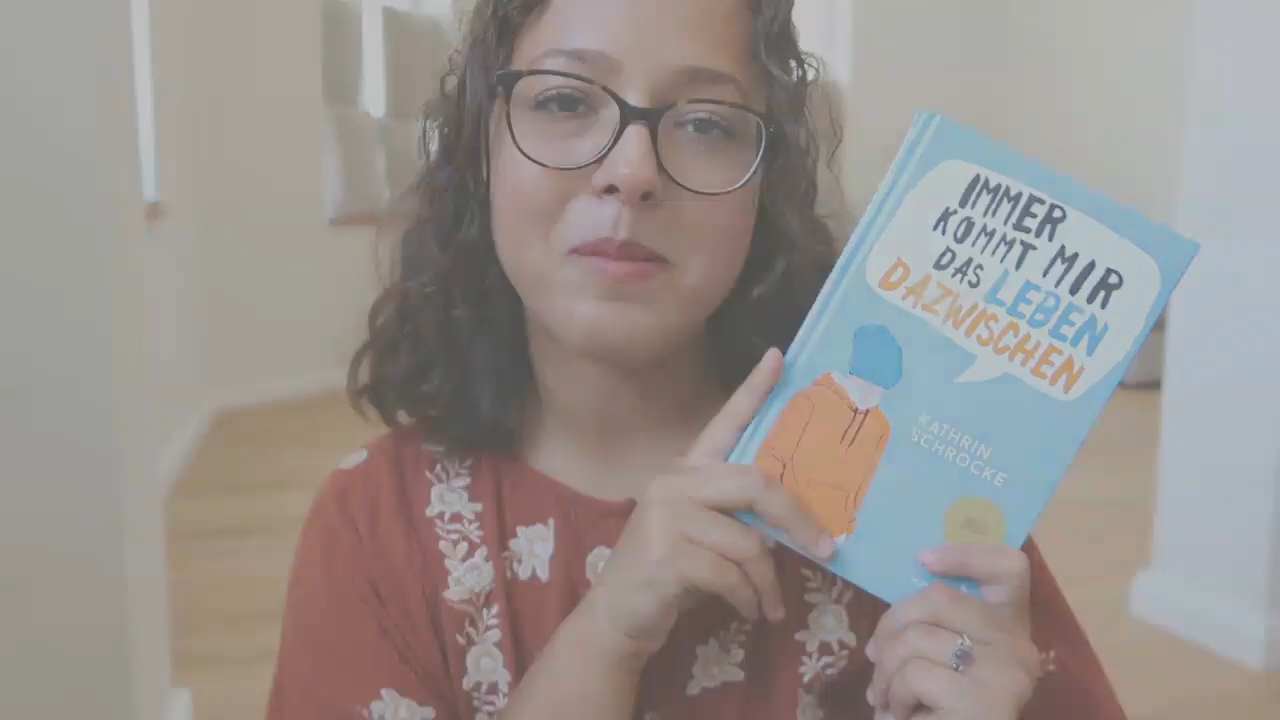 IMMER
KOMMT MIR
DAS LEBEN
DAZWISCHEN
KATHRIN
SCHROCKE